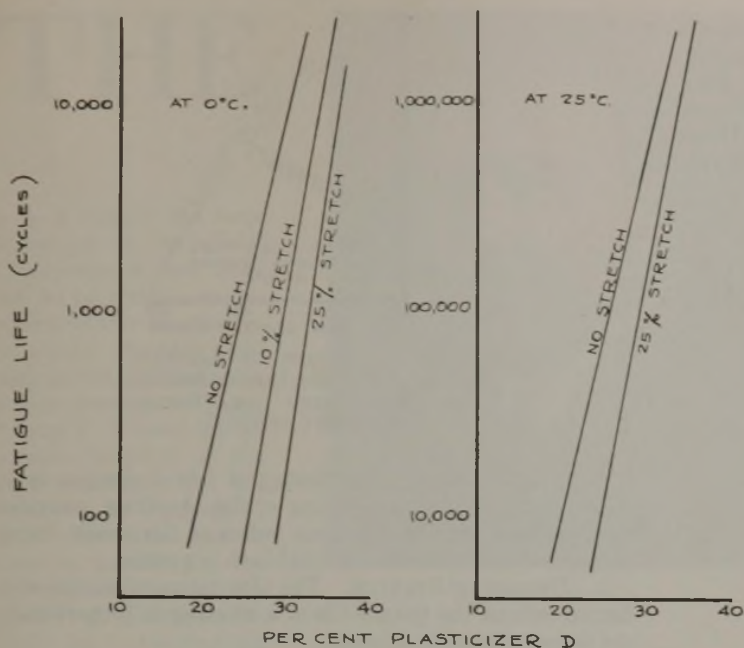 10,000
1,000
100
AT 0°C.
NO STRETCH
10% STRETCH
25% STRETCH
10 20 30 40
1,000,000
100,000
10,000
AT 25°C.
NO STRETCH
25% STRETCH
10 20 30 40
FATIGUE LIFE (CYCLES)
PER CENT PLASTICIZER D